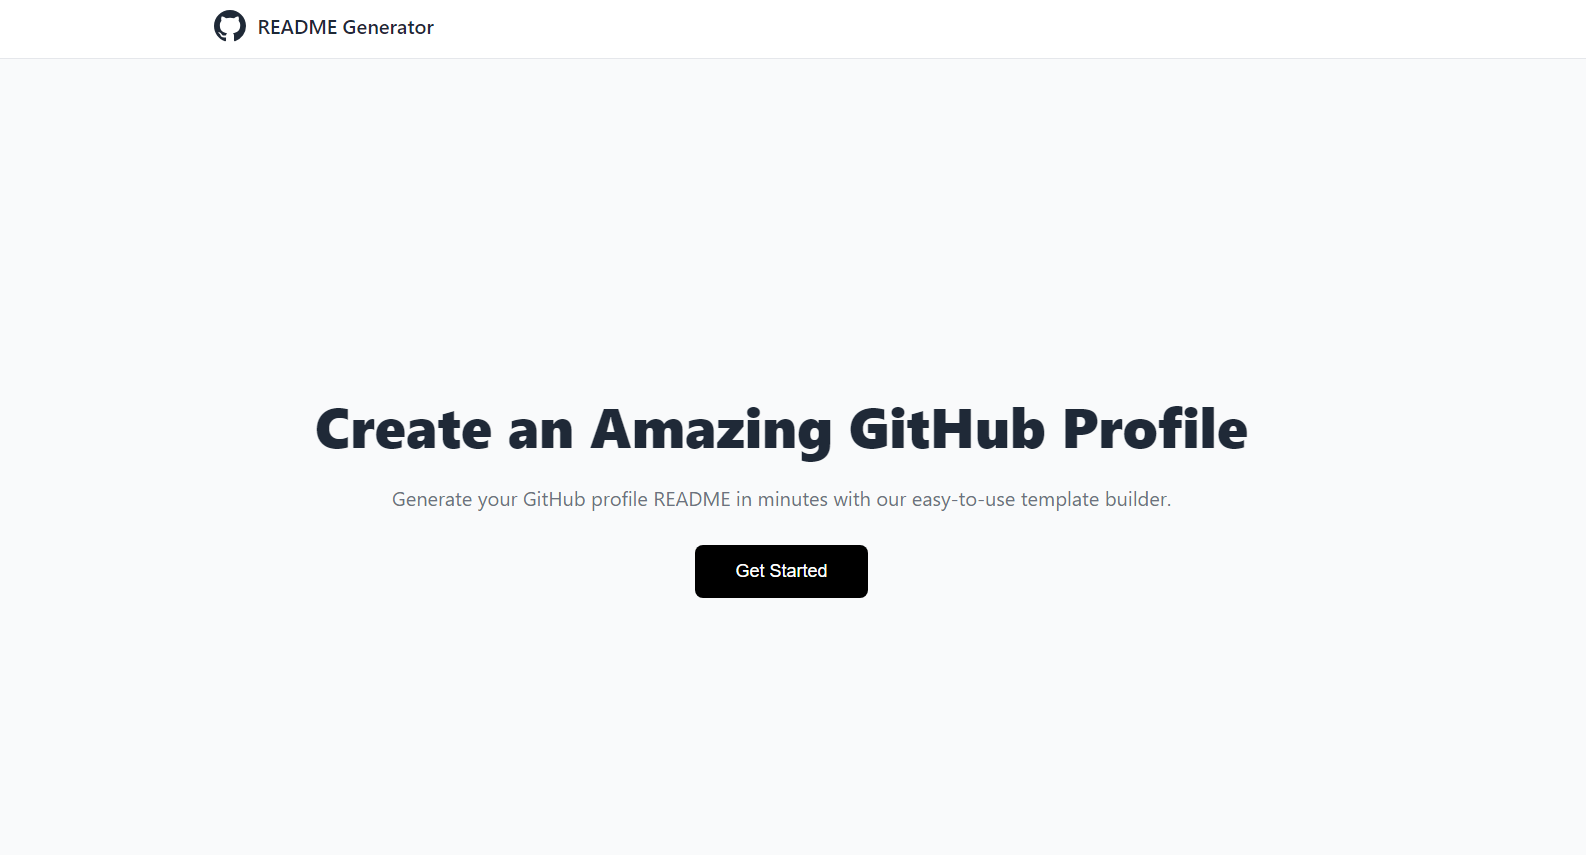 README Generator
Create an Amazing GitHub Profile
Generate your GitHub profile README in minutes with our easy-to-use template builder.
Get Started